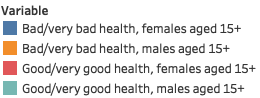 Variable
Bad/very bad health, females aged 15+
Bad/very bad health, males aged 15+
Good/very good health, females aged 15+
Good/very good health, males aged 15+